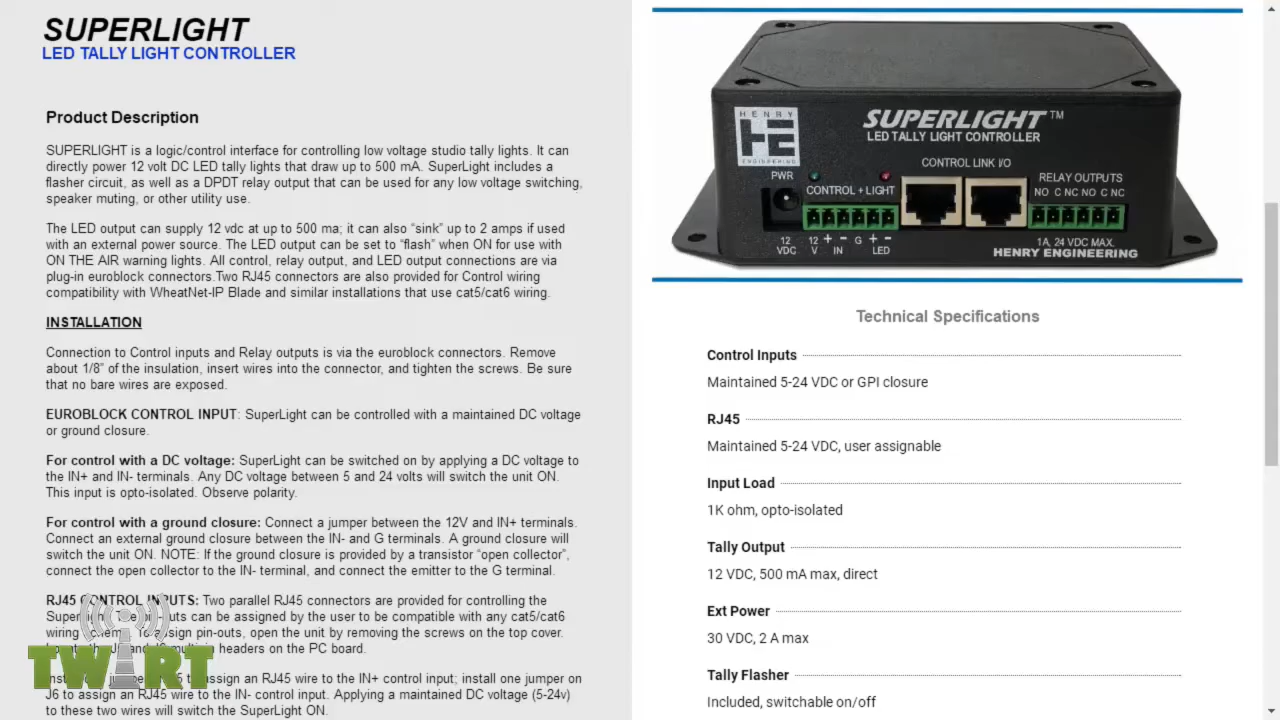 SUPERLIGHT
LED TALLY LIGHT CONTROLLER
Product Description
SUPERLIGHT is a logic/control interface for controlling low voltage studio tally lights. It can
directly power 12 volt DC LED tally lights that draw up to 500 mA. SuperLight includes a
flasher circuit, as well as a DPDT relay output that can be used for any low voltage switching,
speaker muting, or other utility use.
The LED output can supply 12 vdc at up to 500 ma; it can also “sink” up to 2 amps if used
with an external power source. The LED output can be set to “flash” when ON for use with
ON THE AIR warning lights. All control, relay output, and LED output connections are via
plug-in euroblock connectors Two RJ45 connectors are also provided for Control wiring
compatibility with WheatNet-IP Blade and similar installations that use cat5/cat6 wiring.
INSTALLATION
Connection to Control inputs and Relay outputs is via the euroblock connectors. Remove
about 1/8” of the insulation, insert wires into the connector, and tighten the screws. Be sure
that no bare wires are exposed.
EUROBLOCK CONTROL INPUT: SuperLight can be controlled with a maintained DC voltage
or ground closure.
For control with a DC voltage: SuperLight can be switched on by applying a DC voltage to
the IN+ and IN- terminals. Any DC voltage between 5 and 24 volts will switch the unit ON.
This input is opto-isolated. Observe polarity.
For control with a ground closure: Connect a jumper between the 12V and IN+ terminals.
Connect an external ground closure between the IN- and G terminals. A ground closure will
switch the unit ON. NOTE: If the ground closure is provided by a transistor “open collector”,
connect the open collector to the IN- terminal, and connect the emitter to the G terminal.
RJ45 CONTROL INPUTS: Two parallel RJ45 connectors are provided for controlling the
can be assigned by the user to be compatible with any cat5/cat6
wiring pin-outs, open the unit by removing the screws on the top cover.
headers on the PC board.
assign an RJ45 wire to the IN+ control input; install one jumper on
J6 to assign an RJ45 wire to the IN- control input. Applying a maintained DC voltage (5-24v)
to these two wires will switch the SuperLight ON.
TWiRT
HENRY
HE
ENGINEERING
SUPERLIGHT™
LED TALLY LIGHT CONTROLLER
CONTROL LINK I/O
PWR
CONTROL + LIGHT
RELAY OUTPUTS
NO C NC NO C NC
12 VDC
12 V + - IN G + - LED
1A, 24 VDC MAX.
HENRY ENGINEERING
Technical Specifications
Control Inputs
Maintained 5-24 VDC or GPI closure
RJ45
Maintained 5-24 VDC, user assignable
Input Load
1K ohm, opto-isolated
Tally Output
12 VDC, 500 mA max, direct
Ext Power
30 VDC, 2 A max
Tally Flasher
Included, switchable on/off